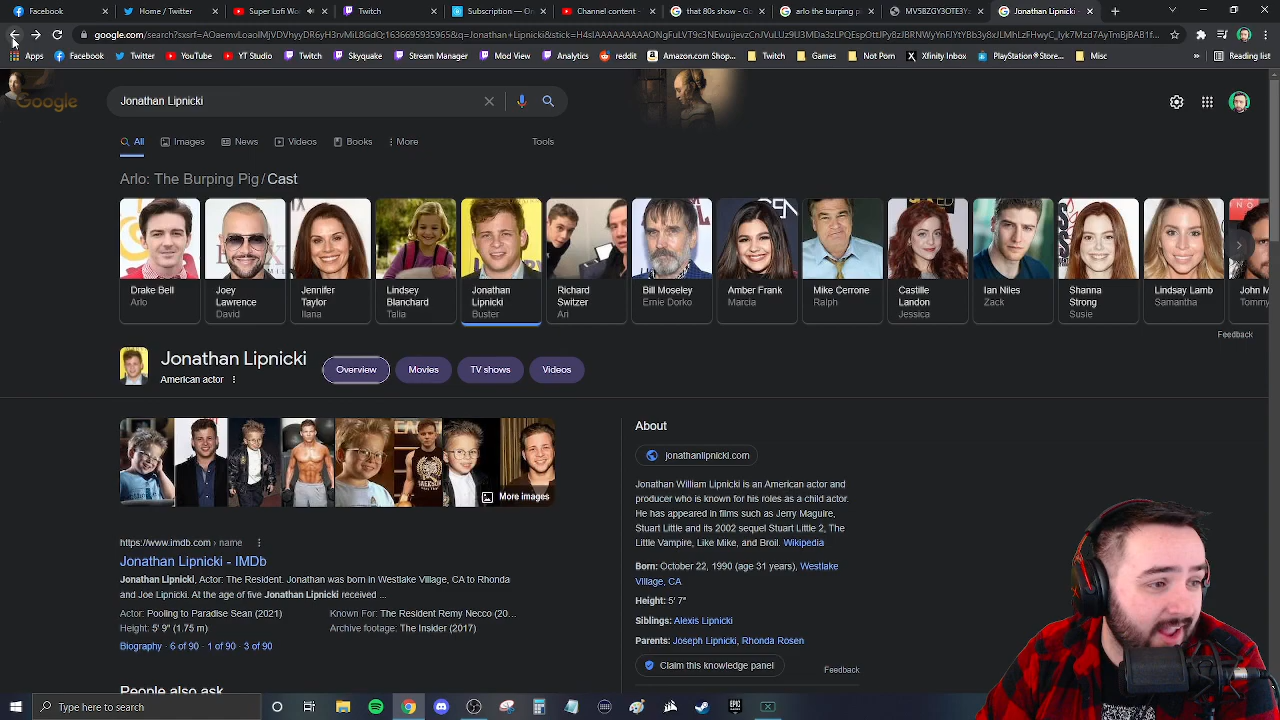 Facebook
Home / Twitter
Super Lofi Wor
Twitch
Subscription — On
Channel content -
that 80s show - Go
arlo the burping p
MV5BZGY3OTE3Ys
Jonathan Lipnicki -
Apps
Facebook
Twitter
YouTube
YT Studio
Twitch
Skyquake
Stream Manager
Mod View
Analytics
reddit
Amazon.com Shop...
Twitch
Games
Not Porn
Xfinity Inbox
PlayStation®Store...
Misc
»
Reading list
Google
Jonathan Lipnicki
All
Images
News
Videos
Books
More
Tools
Arlo: The Burping Pig / Cast
Drake Bell
Arlo
Joey
Lawrence
David
Jennifer
Taylor
Ilana
Lindsey
Blanchard
Talia
Jonathan
Lipnicki
Buster
Richard
Switzer
Ari
Bill Moseley
Ernie Dorko
Amber Frank
Marcia
Mike Cerrone
Ralph
Castille
Landon
Jessica
Ian Niles
Zack
Shanna
Strong
Susie
Lindsay Lamb
Samantha
John M
Tommy
Feedback
Jonathan Lipnicki
American actor
Overview
Movies
TV shows
Videos
More images
https://www.imdb.com › name
Jonathan Lipnicki - IMDb
Jonathan Lipnicki, Actor: The Resident. Jonathan was born in Westlake Village, CA to Rhonda
and Joe Lipnicki. At the age of five Jonathan Lipnicki received ...
Actor: Pooling to Paradise Sean (2021)
Known For: The Resident Remy Necco (20...
Height: 5' 9" (1.75 m)
Archive footage: The Insider (2017)
Biography · 6 of 90 · 1 of 90 · 3 of 90
People also ask
About
jonathanlipnicki.com
Jonathan William Lipnicki is an American actor and
producer who is known for his roles as a child actor.
He has appeared in films such as Jerry Maguire,
Stuart Little and its 2002 sequel Stuart Little 2, The
Little Vampire, Like Mike, and Broil. Wikipedia
Born: October 22, 1990 (age 31 years), Westlake
Village, CA
Height: 5' 7"
Siblings: Alexis Lipnicki
Parents: Joseph Lipnicki, Rhonda Rosen
Claim this knowledge panel
Feedback
Type here to search